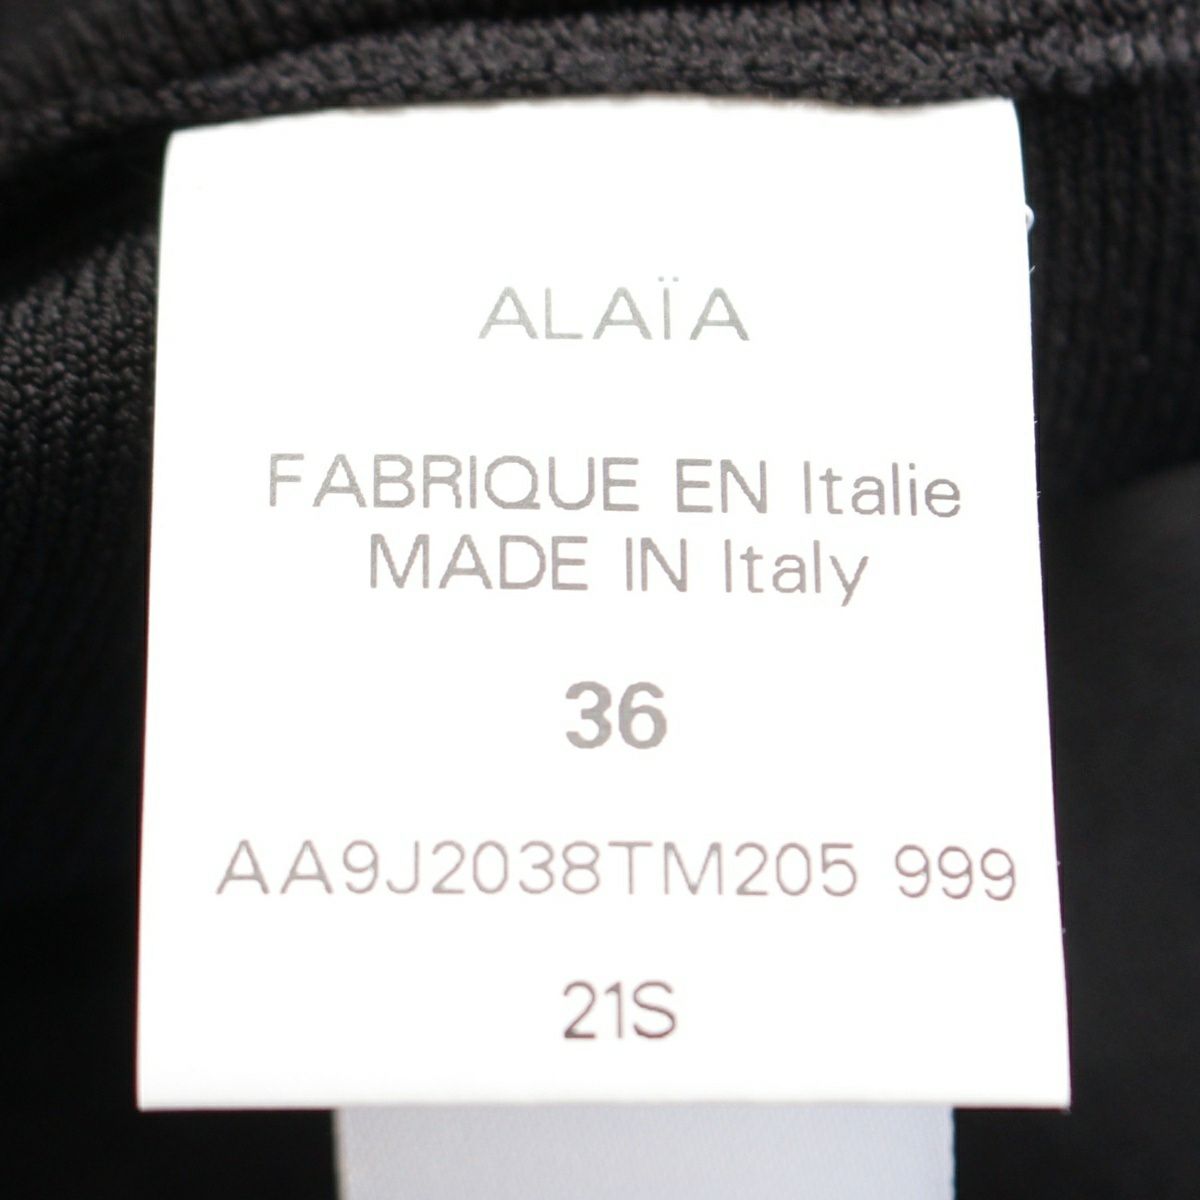 ALAÏA
FABRIQUE EN Italie
MADE IN Italy
36
AA9J2038TM205 999
21S